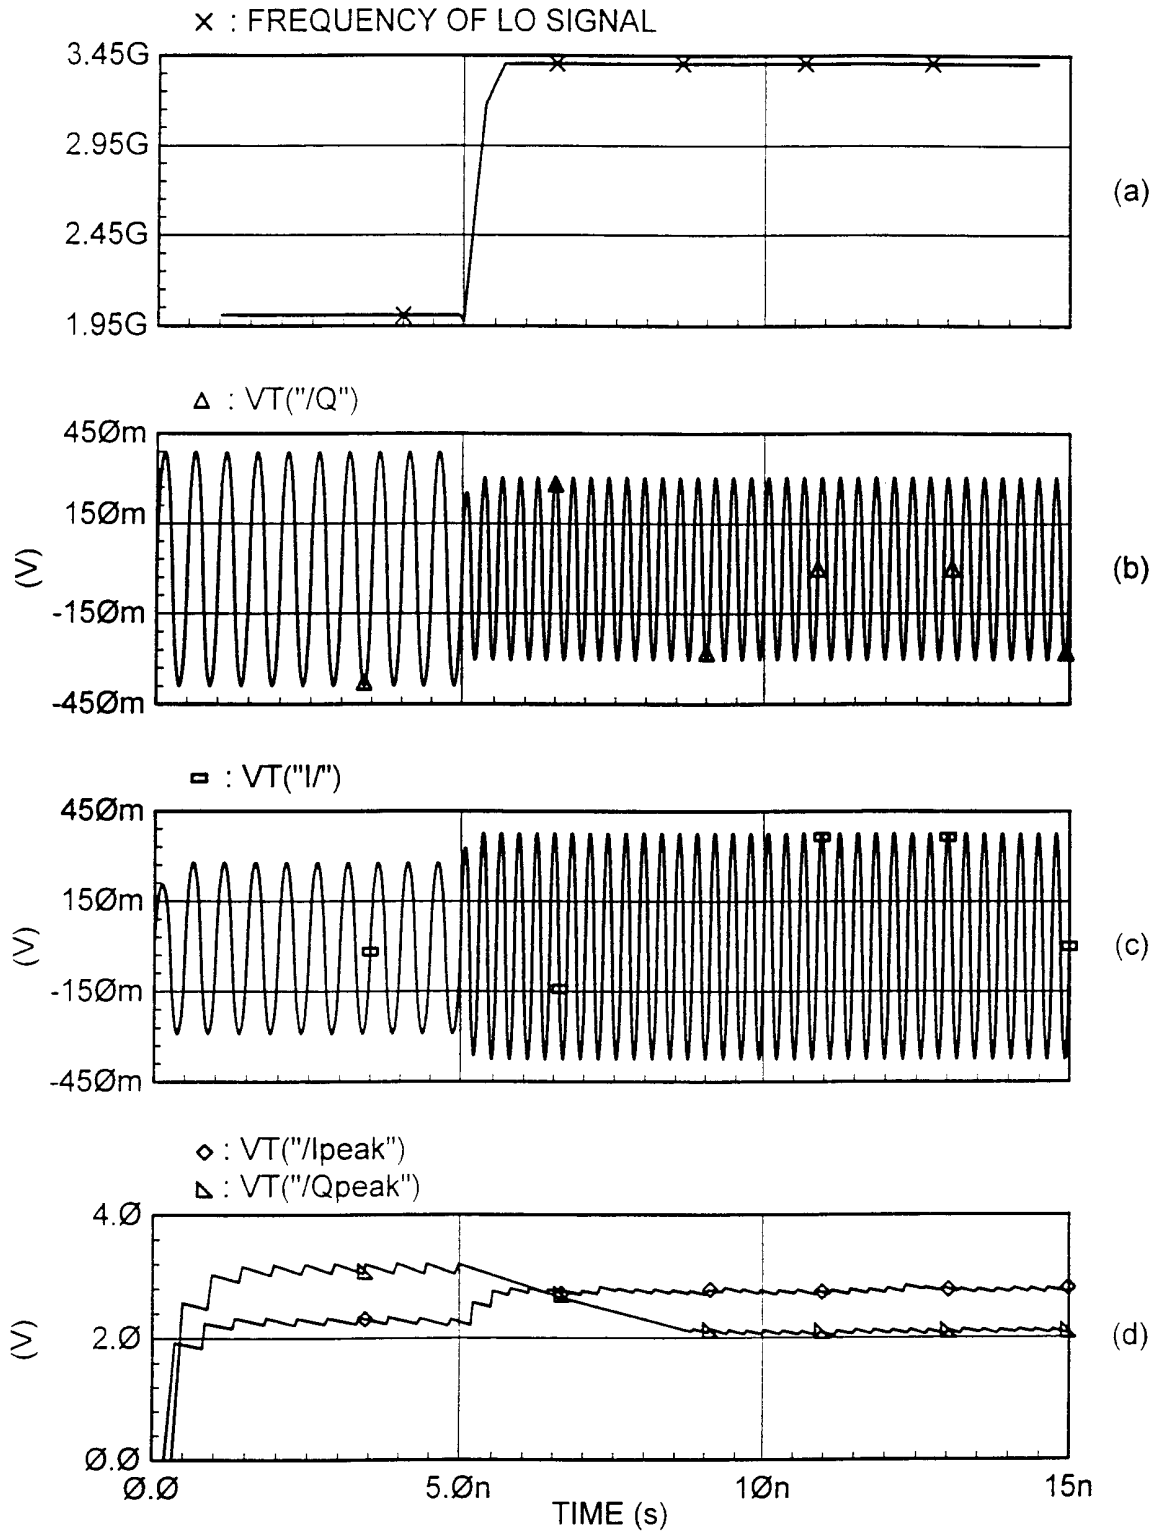 × : FREQUENCY OF LO SIGNAL
3.45G
2.95G
2.45G
1.95G
(a)
△ : VT("/Q")
45Øm
15Øm
-15Øm
-45Øm
(V)
(b)
▭ : VT("I/")
45Øm
15Øm
-15Øm
-45Øm
(V)
(c)
◇ : VT("/Ipeak")
◺ : VT("/Qpeak")
4.Ø
2.Ø
Ø.Ø
(V)
(d)
Ø.Ø 5.Øn 1Øn 15n
TIME (s)